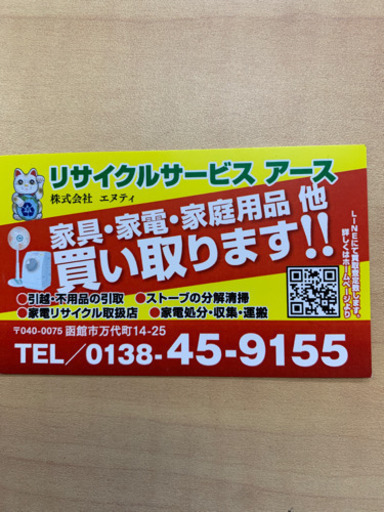 リサイクルサービス アース
株式会社 エヌティ
家具・家電・家庭用品 他
買い取ります!!
LINEにて買取査定致します。
詳しくはホームページより
●引越・不用品の引取 ●ストーブの分解清掃
●家電リサイクル取扱店 ●家電処分・収集・運搬
〒040-0075 函館市万代町14-25
TEL/0138-45-9155